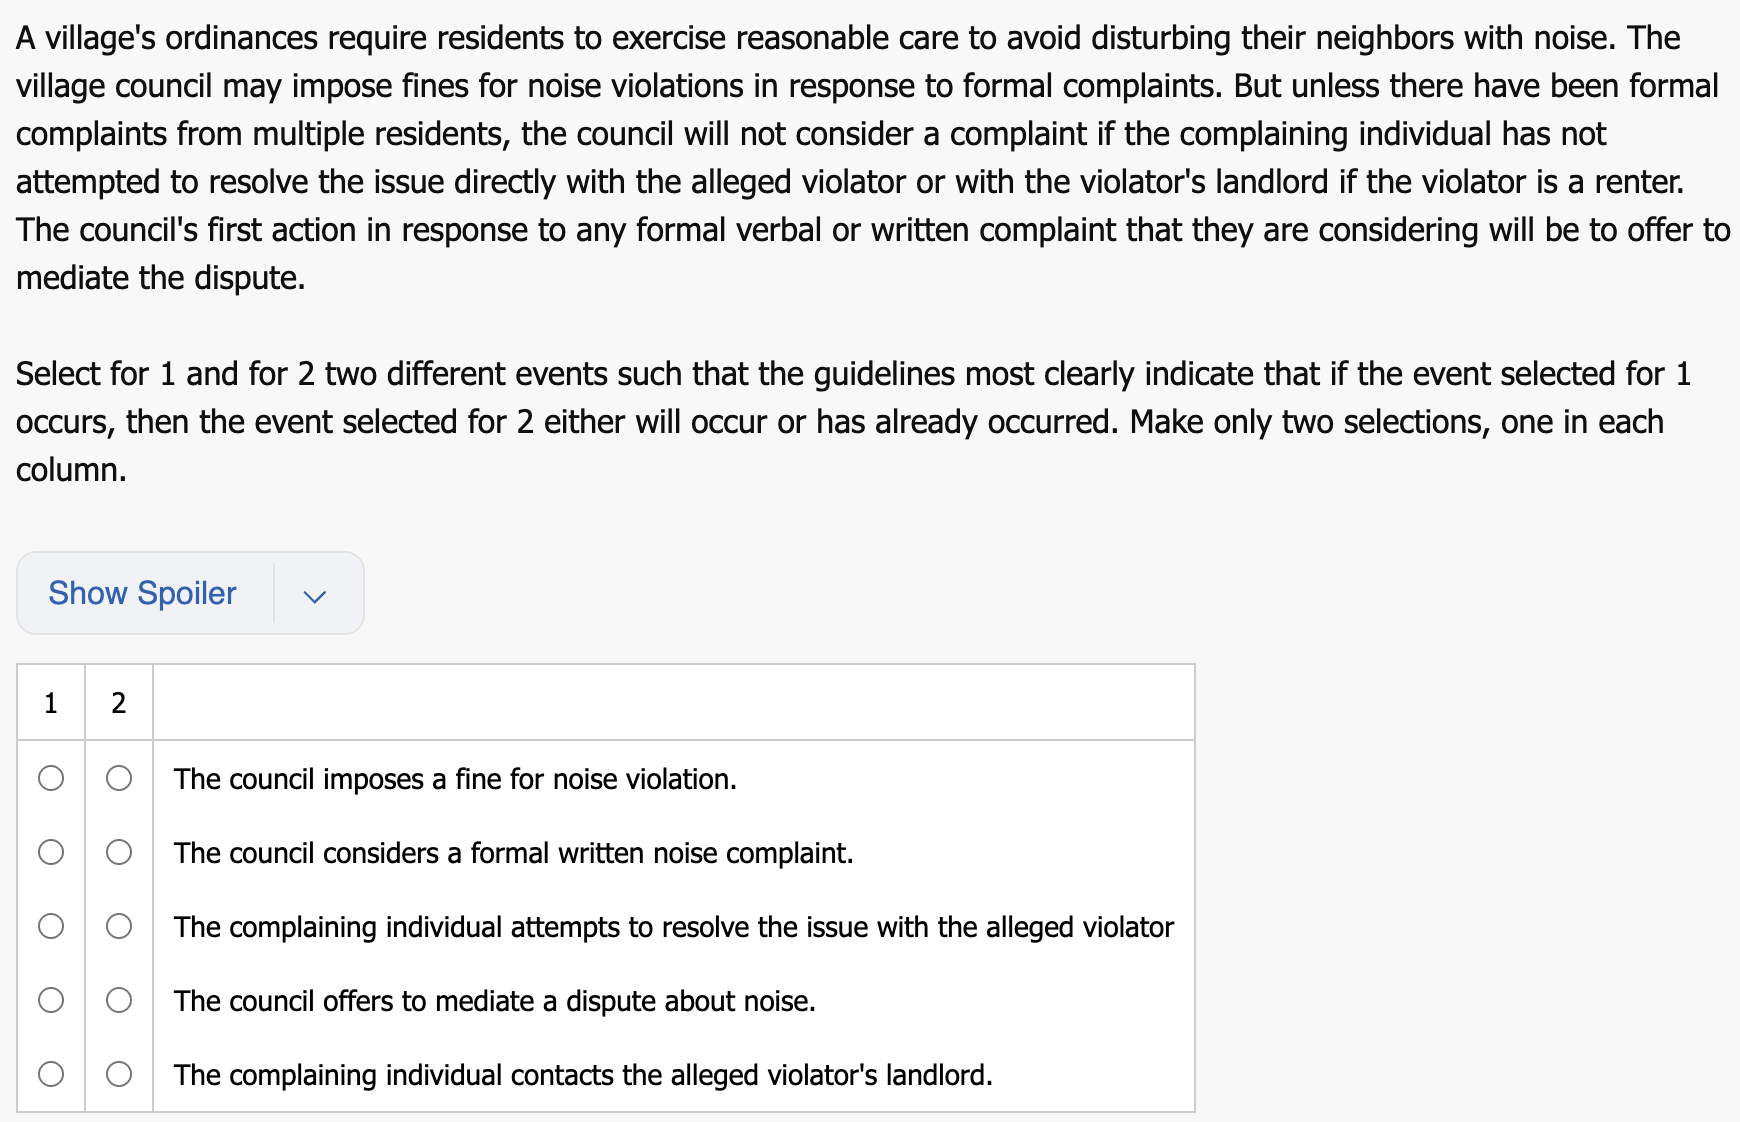 A village's ordinances require residents to exercise reasonable care to avoid disturbing their neighbors with noise. The
village council may impose fines for noise violations in response to formal complaints. But unless there have been formal
complaints from multiple residents, the council will not consider a complaint if the complaining individual has not
attempted to resolve the issue directly with the alleged violator or with the violator's landlord if the violator is a renter.
The council's first action in response to any formal verbal or written complaint that they are considering will be to offer to
mediate the dispute.
Select for 1 and for 2 two different events such that the guidelines most clearly indicate that if the event selected for 1
occurs, then the event selected for 2 either will occur or has already occurred. Make only two selections, one in each
column.
Show Spoiler
1 2
The council imposes a fine for noise violation.
The council considers a formal written noise complaint.
The complaining individual attempts to resolve the issue with the alleged violator
The council offers to mediate a dispute about noise.
The complaining individual contacts the alleged violator's landlord.